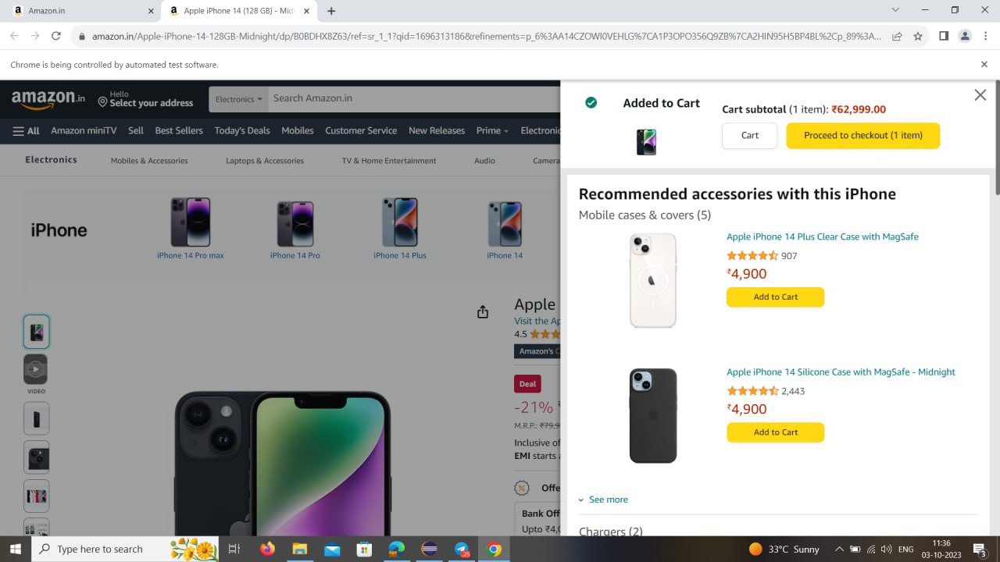 Amazon.in
Apple iPhone 14 (128 GB) - Mid
amazon.in/Apple-iPhone-14-128GB-Midnight/dp/B0BDHX8Z63/ref=sr_1_1?qid=1696313186&refinements=p_6%3AA14CZOWI0VEHLG%7CA1P3OPO356Q9ZB%7CA2HIN95H5BP4BL%2Cp_89%3A...
Chrome is being controlled by automated test software.
amazon.in
Hello
Select your address
Electronics
Search Amazon.in
All Amazon miniTV Sell Best Sellers Today's Deals Mobiles Customer Service New Releases Prime Electroni
Electronics Mobiles & Accessories Laptops & Accessories TV & Home Entertainment Audio Camera
iPhone
iPhone 14 Pro max
iPhone 14 Pro
iPhone 14 Plus
iPhone 14
VIDEO
Apple
Visit the Ap
4.5
Amazon's C
Deal
-21%
M.R.P.: ₹79,9
Inclusive of
EMI starts
Offe
Bank Off
Upto ₹4,0
Added to Cart
Cart subtotal (1 item): ₹62,999.00
Cart
Proceed to checkout (1 item)
Recommended accessories with this iPhone
Mobile cases & covers (5)
Apple iPhone 14 Plus Clear Case with MagSafe
907
₹4,900
Add to Cart
Apple iPhone 14 Silicone Case with MagSafe - Midnight
2,443
₹4,900
Add to Cart
See more
Chargers (2)
Type here to search
25
33°C Sunny
ENG
11:36
03-10-2023
3